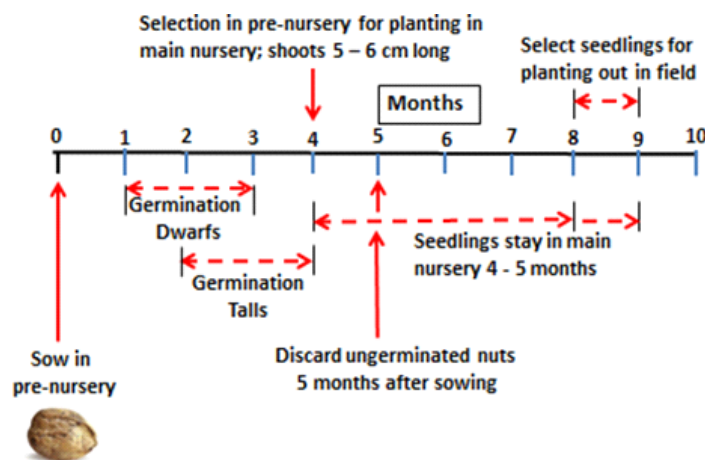 Selection in pre-nursery for planting in
main nursery; shoots 5 – 6 cm long
Select seedlings for
planting out in field
Months
0 1 2 3 4 5 6 7 8 9 10
Germination
Dwarfs
Germination
Talls
Seedlings stay in main
nursery 4 - 5 months
Sow in
pre-nursery
Discard ungerminated nuts
5 months after sowing